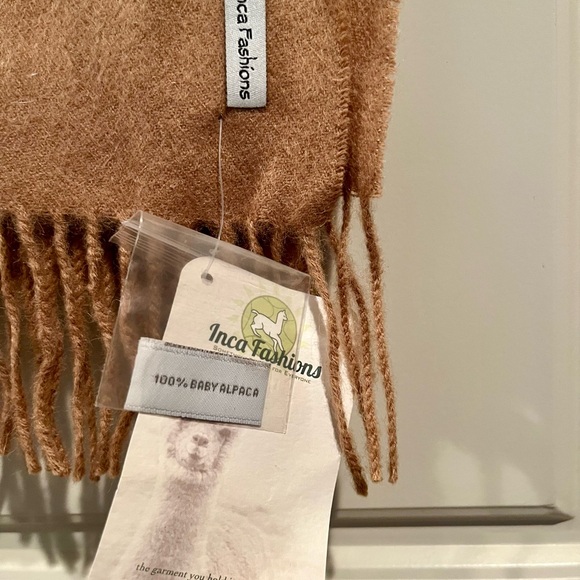 Inca Fashions
Inca Fashions
100% BABY ALPACA
the garment you hold